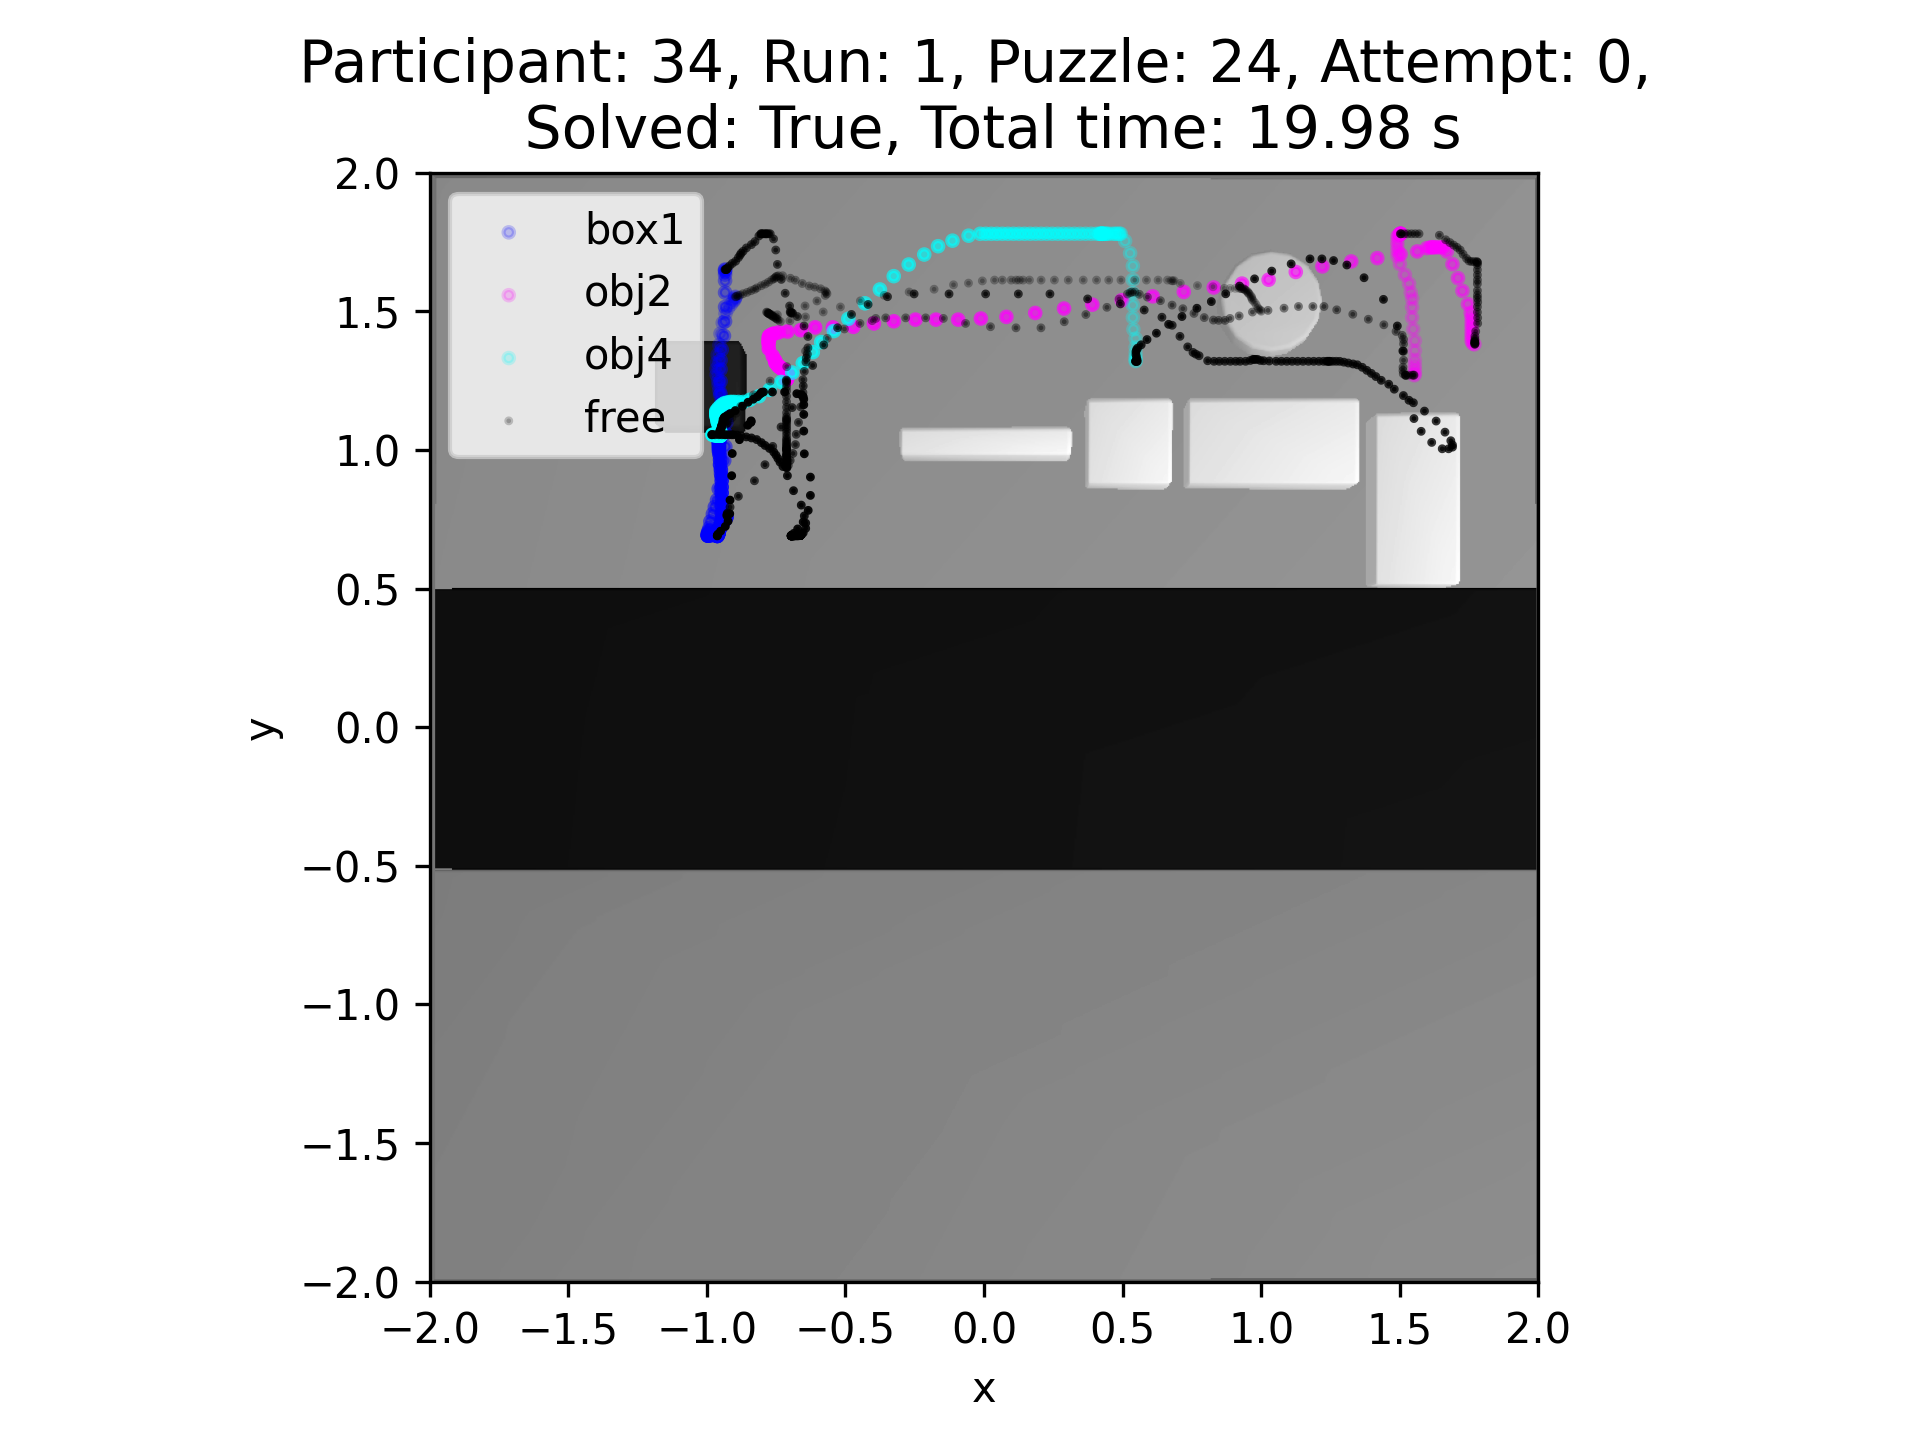 Participant: 34, Run: 1, Puzzle: 24, Attempt: 0,
Solved: True, Total time: 19.98 s
2.0
1.5
1.0
0.5
0.0
−0.5
−1.0
−1.5
−2.0
y
box1
obj2
obj4
free
−2.0 −1.5 −1.0 −0.5 0.0 0.5 1.0 1.5 2.0
x